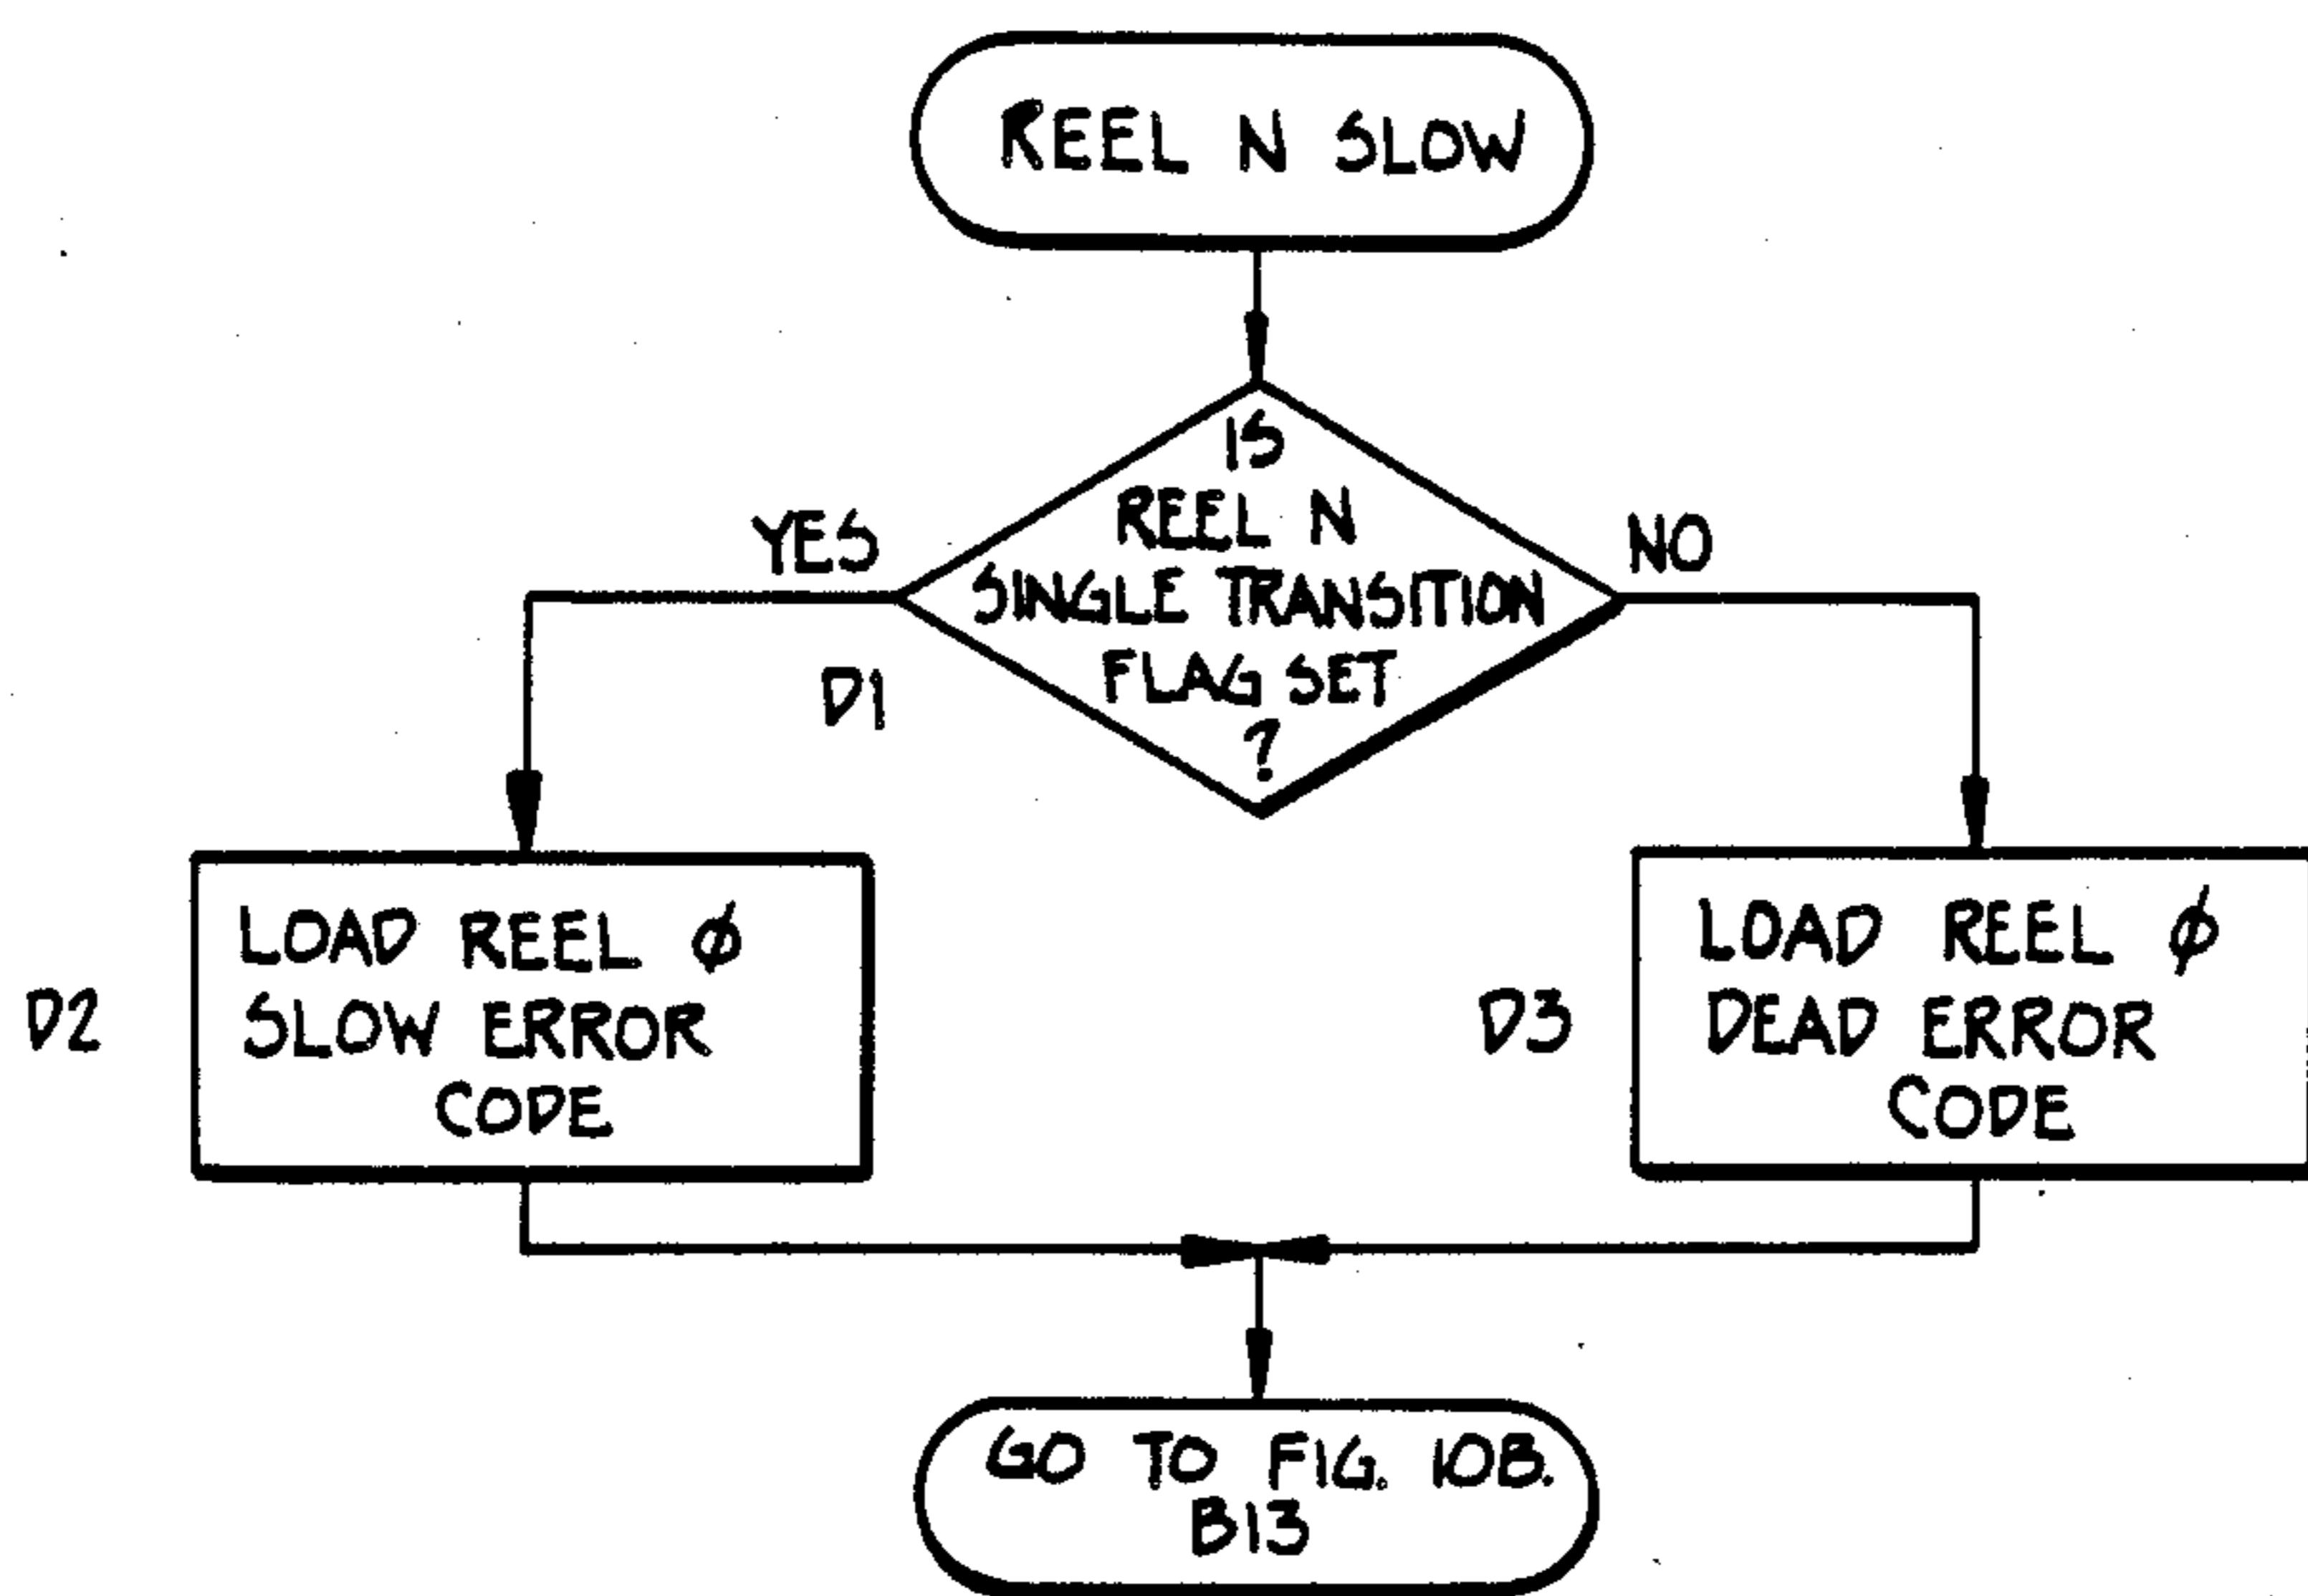 REEL N SLOW
IS
REEL N
SINGLE TRANSITION
FLAG SET
?
YES
NO
D1
LOAD REEL ϕ
SLOW ERROR
CODE
D2
LOAD REEL ϕ
DEAD ERROR
CODE
D3
GO TO FIG. 10B.
B13